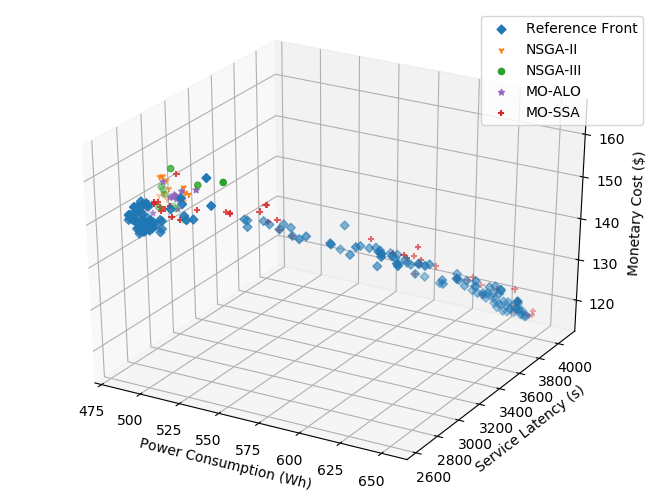 Reference Front
NSGA-II
NSGA-III
MO-ALO
MO-SSA
160
150
140
130
120
Monetary Cost ($)
4000
3800
3600
3400
3200
3000
2800
2600
Service Latency (s)
475
500
525
550
575
600
625
650
Power Consumption (Wh)